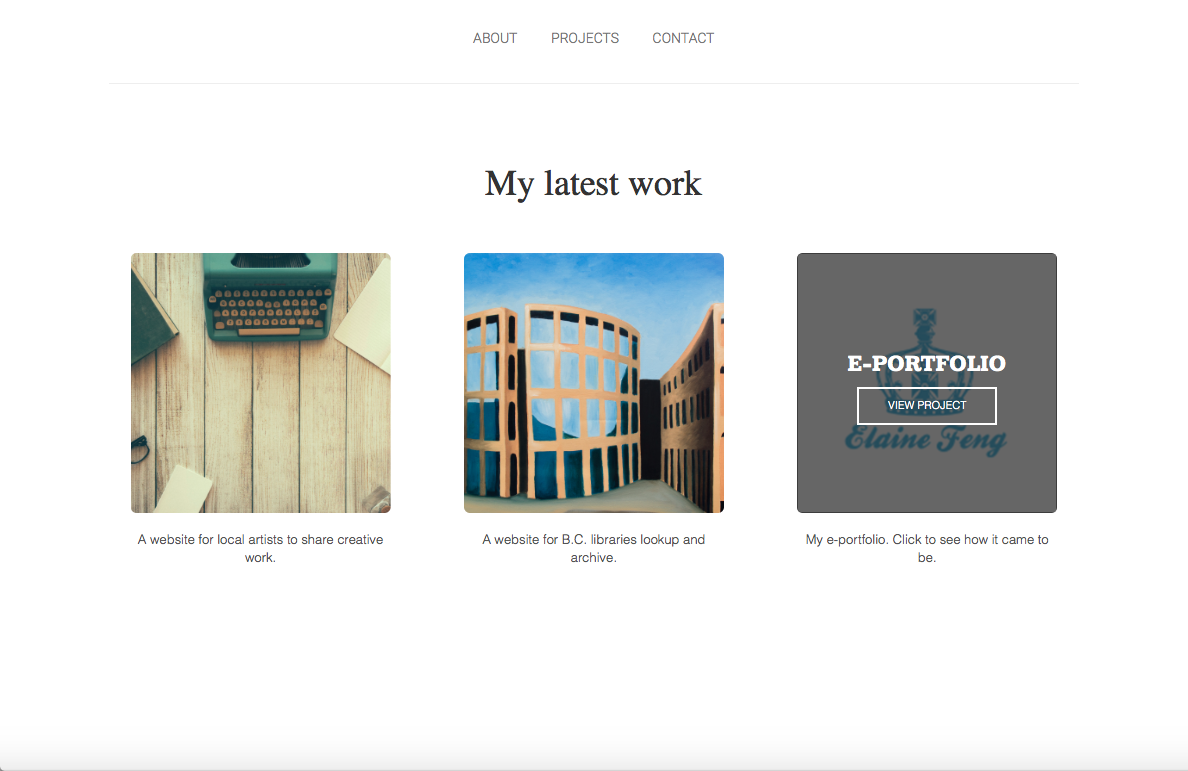 ABOUT PROJECTS CONTACT
My latest work
E-PORTFOLIO
VIEW PROJECT
Elaine Feng
A website for local artists to share creative
work.
A website for B.C. libraries lookup and
archive.
My e-portfolio. Click to see how it came to
be.